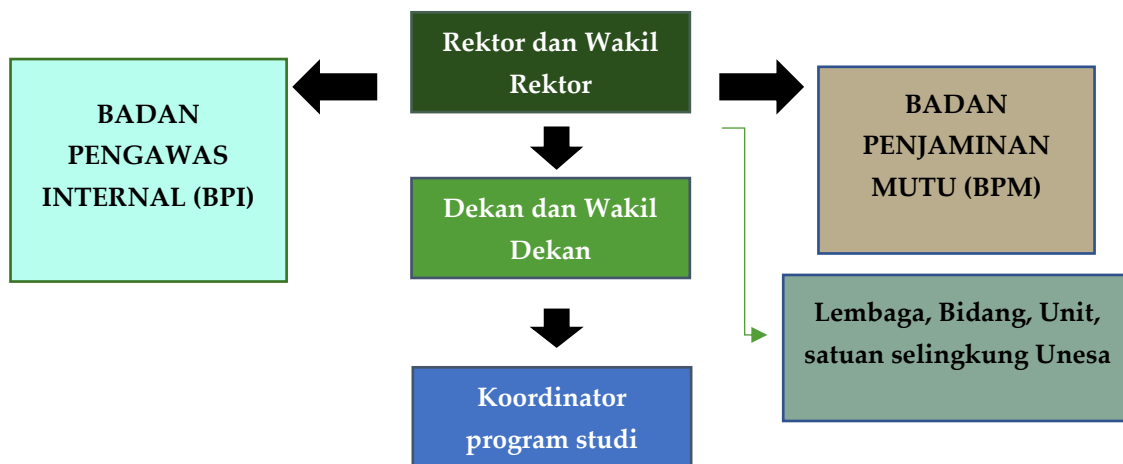 Rektor dan Wakil
Rektor
BADAN
PENGAWAS
INTERNAL (BPI)
BADAN
PENJAMINAN
MUTU (BPM)
Dekan dan Wakil
Dekan
Lembaga, Bidang, Unit,
satuan selingkung Unesa
Koordinator
program studi